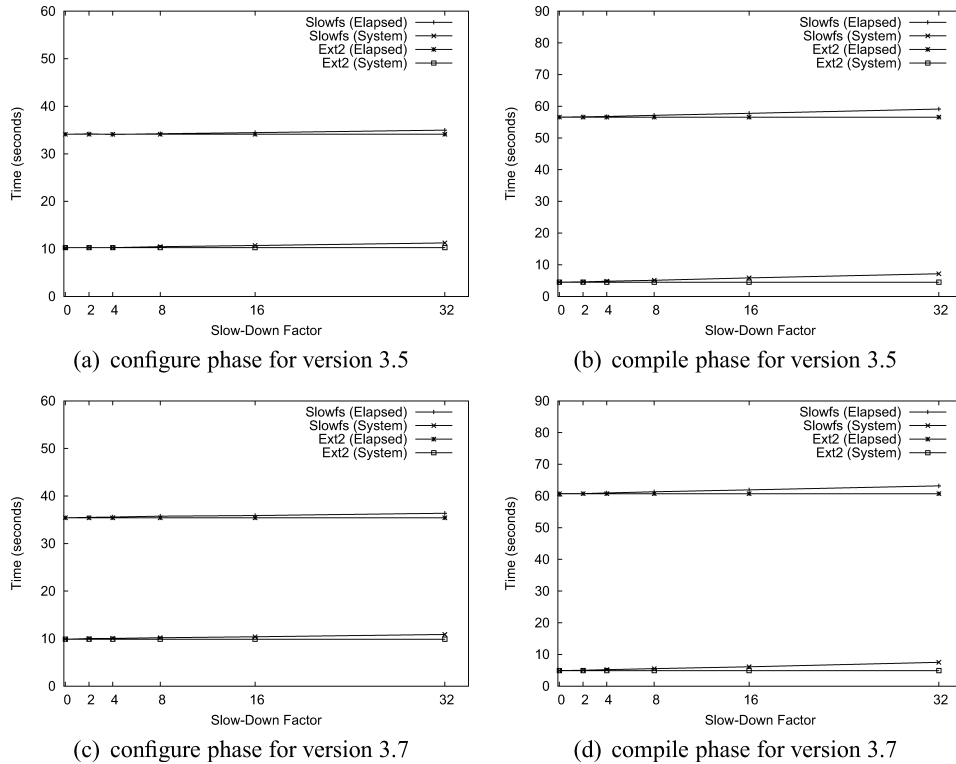 60
50
40
30
20
10
0
Time (seconds)
Slowfs (Elapsed)
Slowfs (System)
Ext2 (Elapsed)
Ext2 (System)
0 2 4 8 16 32
Slow-Down Factor
(a) configure phase for version 3.5
90
80
70
60
50
40
30
20
10
0
Time (seconds)
Slowfs (Elapsed)
Slowfs (System)
Ext2 (Elapsed)
Ext2 (System)
0 2 4 8 16 32
Slow-Down Factor
(b) compile phase for version 3.5
60
50
40
30
20
10
0
Time (seconds)
Slowfs (Elapsed)
Slowfs (System)
Ext2 (Elapsed)
Ext2 (System)
0 2 4 8 16 32
Slow-Down Factor
(c) configure phase for version 3.7
90
80
70
60
50
40
30
20
10
0
Time (seconds)
Slowfs (Elapsed)
Slowfs (System)
Ext2 (Elapsed)
Ext2 (System)
0 2 4 8 16 32
Slow-Down Factor
(d) compile phase for version 3.7